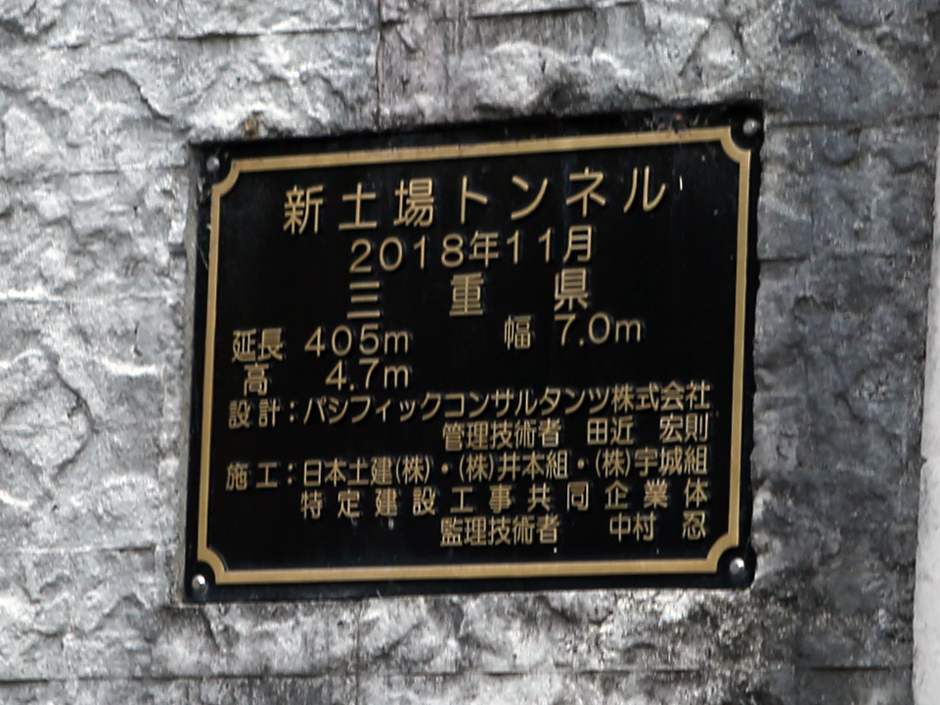 新土場トンネル
2018年11月
三重県
延長 405m 幅 7.0m
高 4.7m
設計：パシフィックコンサルタンツ株式会社
管理技術者 田近 宏則
施工：日本土建(株)・(株)井本組・(株)宇城組
特定建設工事共同企業体
監理技術者 中村 忍